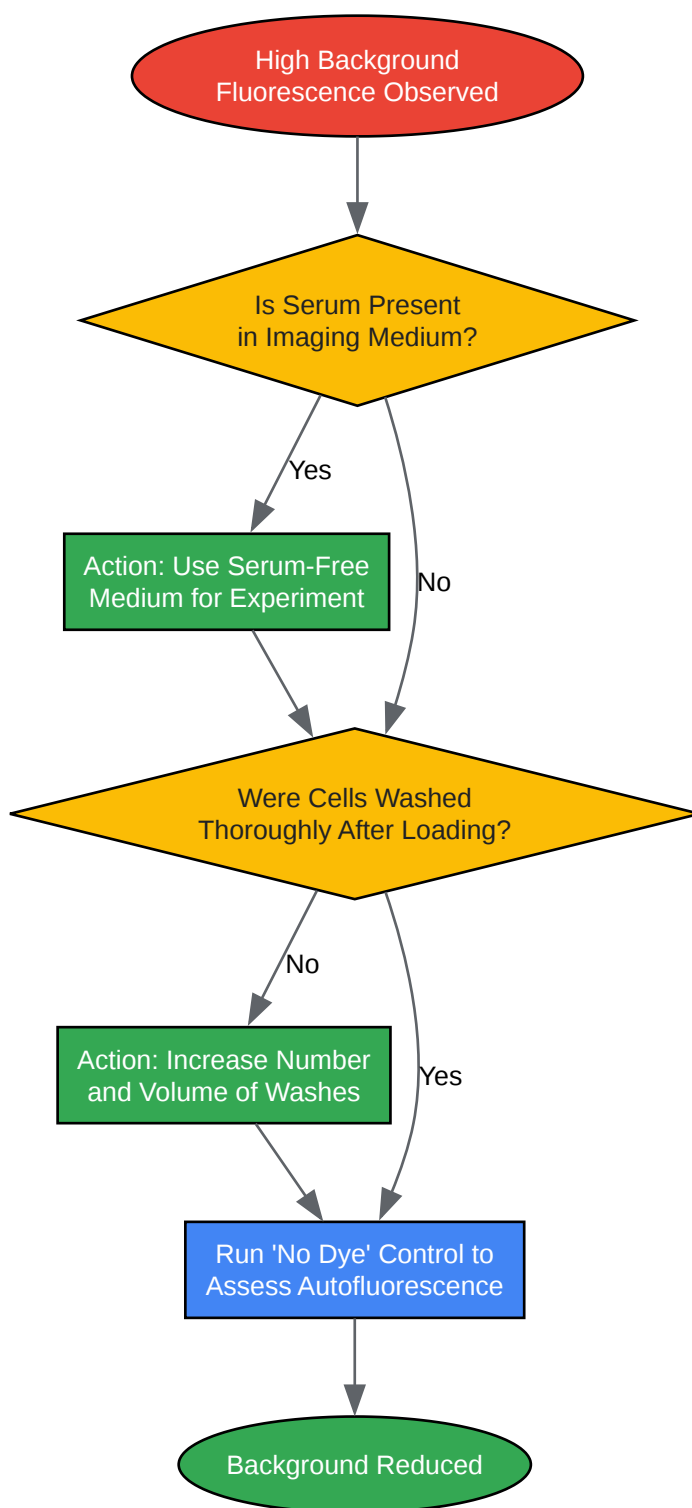 High Background
Fluorescence Observed
Is Serum Present
in Imaging Medium?
Yes
Action: Use Serum-Free
Medium for Experiment
No
Were Cells Washed
Thoroughly After Loading?
No
Action: Increase Number
and Volume of Washes
Yes
Run 'No Dye' Control to
Assess Autofluorescence
Background Reduced